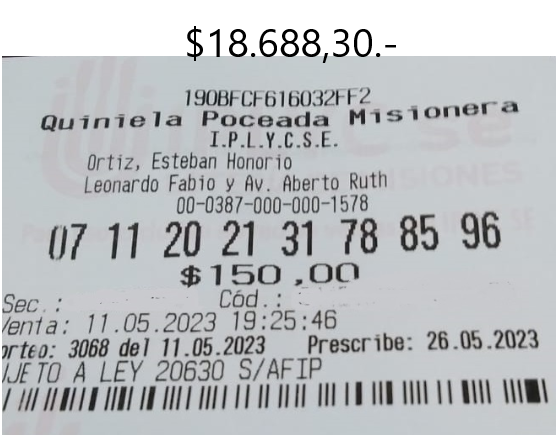 $18.688,30.-
190BFCF616032FF2
Quiniela Poceada Misionera
I.P.L.Y.C.S.E.
Ortiz, Esteban Honorio
Leonardo Fabio y Av. Aberto Ruth
00-0387-000-000-1578
07 11 20 21 31 78 85 96
$150,00
Sec.: Cód.:
enta: 11.05.2023 19:25:46
orteo: 3068 del 11.05.2023 Prescribe: 26.05.2023
JETO A LEY 20630 S/AFIP